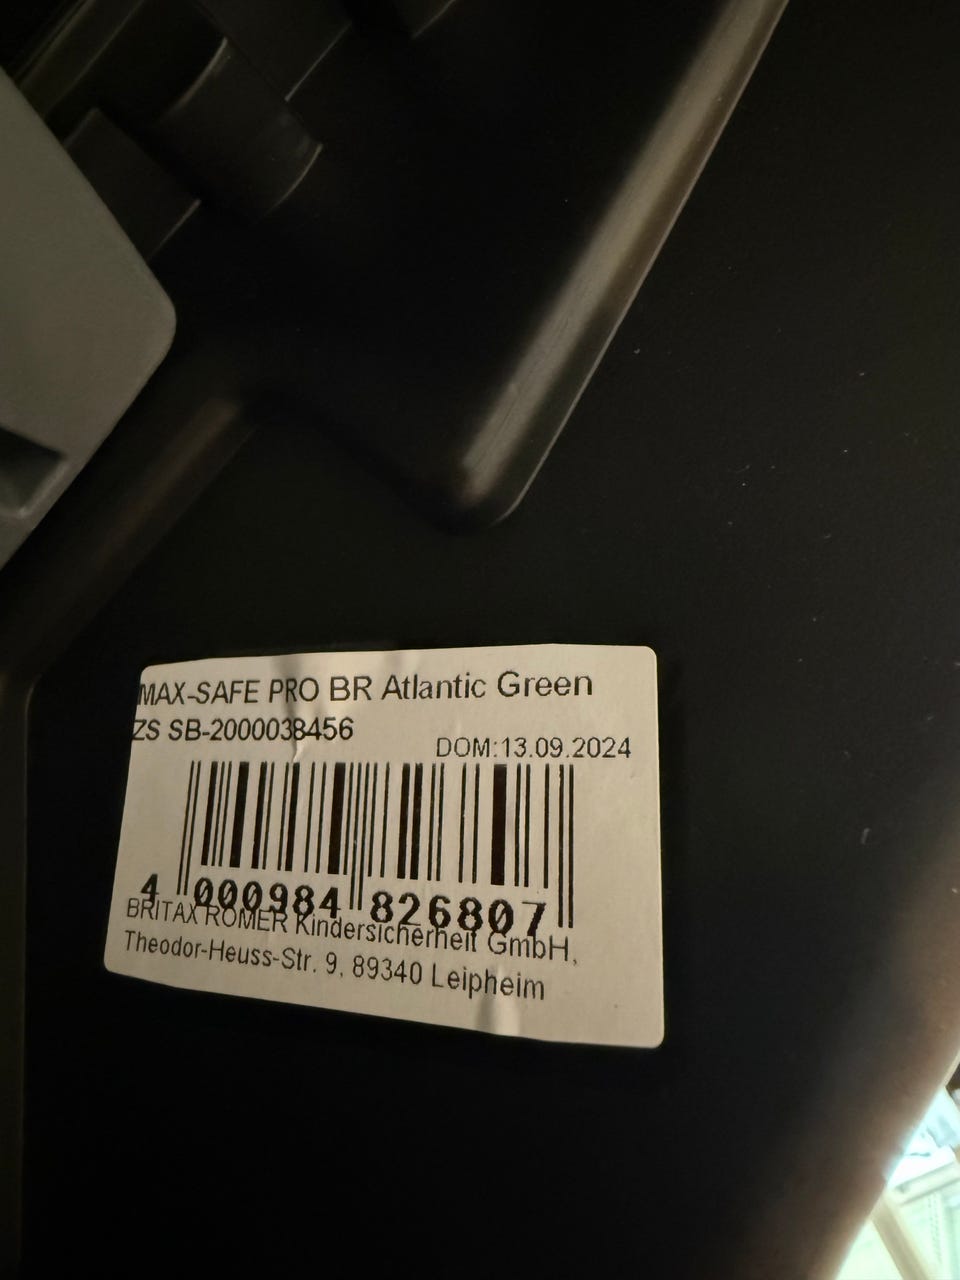 MAX-SAFE PRO BR Atlantic Green
ZS SB-2000038456
DOM:13.09.2024
4 000984 826807
BRITAX RÖMER Kindersicherheit GmbH,
Theodor-Heuss-Str. 9, 89340 Leipheim